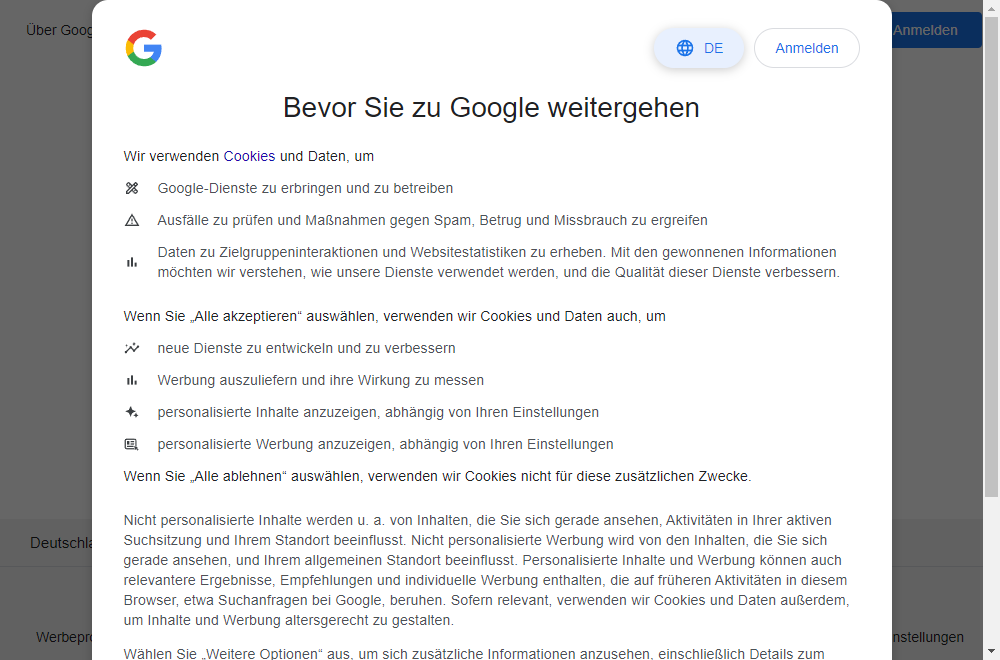 Über Goog
DE
Anmelden
Anmelden
Bevor Sie zu Google weitergehen
Wir verwenden Cookies und Daten, um
Google-Dienste zu erbringen und zu betreiben
Ausfälle zu prüfen und Maßnahmen gegen Spam, Betrug und Missbrauch zu ergreifen
Daten zu Zielgruppeninteraktionen und Websitestatistiken zu erheben. Mit den gewonnenen Informationen
möchten wir verstehen, wie unsere Dienste verwendet werden, und die Qualität dieser Dienste verbessern.
Wenn Sie „Alle akzeptieren“ auswählen, verwenden wir Cookies und Daten auch, um
neue Dienste zu entwickeln und zu verbessern
Werbung auszuliefern und ihre Wirkung zu messen
personalisierte Inhalte anzuzeigen, abhängig von Ihren Einstellungen
personalisierte Werbung anzuzeigen, abhängig von Ihren Einstellungen
Wenn Sie „Alle ablehnen“ auswählen, verwenden wir Cookies nicht für diese zusätzlichen Zwecke.
Nicht personalisierte Inhalte werden u. a. von Inhalten, die Sie sich gerade ansehen, Aktivitäten in Ihrer aktiven
Suchsitzung und Ihrem Standort beeinflusst. Nicht personalisierte Werbung wird von den Inhalten, die Sie sich
gerade ansehen, und Ihrem allgemeinen Standort beeinflusst. Personalisierte Inhalte und Werbung können auch
relevantere Ergebnisse, Empfehlungen und individuelle Werbung enthalten, die auf früheren Aktivitäten in diesem
Browser, etwa Suchanfragen bei Google, beruhen. Sofern relevant, verwenden wir Cookies und Daten außerdem,
um Inhalte und Werbung altersgerecht zu gestalten.
Wählen Sie „Weitere Optionen“ aus, um sich zusätzliche Informationen anzusehen, einschließlich Details zum
Deutschla
Werbepro
nstellungen